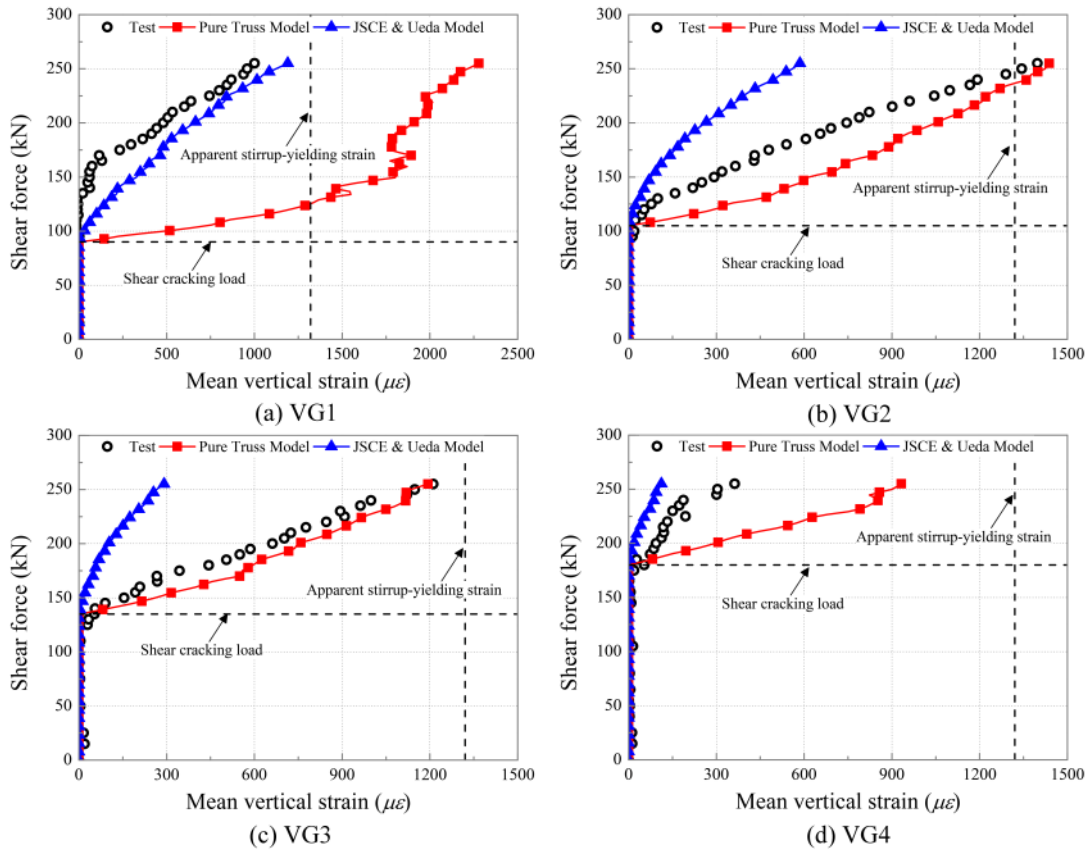 Test Pure Truss Model JSCE & Ueda Model
300
250
200
150
100
50
0
Shear force (kN)
Apparent stirrup-yielding strain
Shear cracking load
0 500 1000 1500 2000 2500
Mean vertical strain (με)
(a) VG1
Test Pure Truss Model JSCE & Ueda Model
300
250
200
150
100
50
0
Shear force (kN)
Apparent stirrup-yielding strain
Shear cracking load
0 300 600 900 1200 1500
Mean vertical strain (με)
(b) VG2
Test Pure Truss Model JSCE & Ueda Model
300
250
200
150
100
50
0
Shear force (kN)
Apparent stirrup-yielding strain
Shear cracking load
0 300 600 900 1200 1500
Mean vertical strain (με)
(c) VG3
Test Pure Truss Model JSCE & Ueda Model
300
250
200
150
100
50
0
Shear force (kN)
Apparent stirrup-yielding strain
Shear cracking load
0 300 600 900 1200 1500
Mean vertical strain (με)
(d) VG4